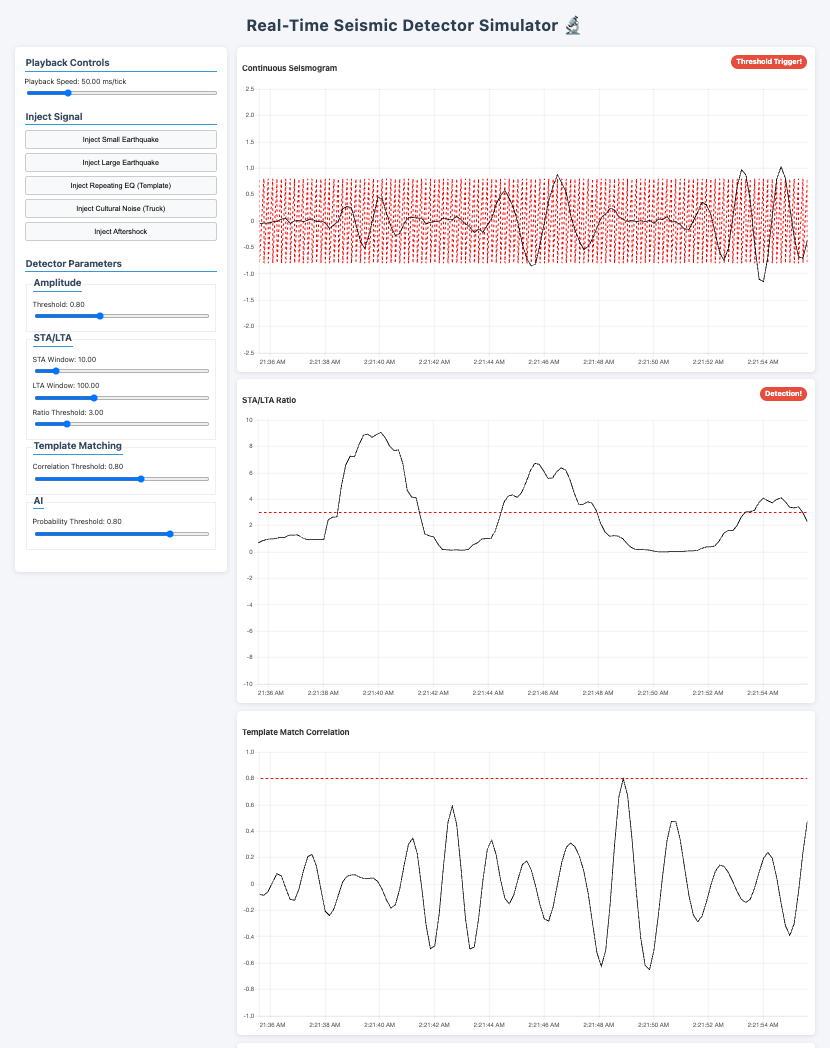 Real-Time Seismic Detector Simulator 🔬
Playback Controls
Playback Speed: 50.00 ms/tick
Inject Signal
Inject Small Earthquake
Inject Large Earthquake
Inject Repeating EQ (Template)
Inject Cultural Noise (Truck)
Inject Aftershock
Detector Parameters
Amplitude
Threshold: 0.80
STA/LTA
STA Window: 10.00
LTA Window: 100.00
Ratio Threshold: 3.00
Template Matching
Correlation Threshold: 0.80
AI
Probability Threshold: 0.80
Continuous Seismogram
Threshold Trigger!
2.5
2.0
1.5
1.0
0.5
0
-0.5
-1.0
-1.5
-2.0
-2.5
21:36 AM 2:21:38 AM 2:21:40 AM 2:21:42 AM 2:21:44 AM 2:21:46 AM 2:21:48 AM 2:21:50 AM 2:21:52 AM 2:21:54 AM
STA/LTA Ratio
Detection!
10
8
6
4
2
0
-2
-4
-6
-8
-10
21:36 AM 2:21:38 AM 2:21:40 AM 2:21:42 AM 2:21:44 AM 2:21:46 AM 2:21:48 AM 2:21:50 AM 2:21:52 AM 2:21:54 AM
Template Match Correlation
1.0
0.8
0.6
0.4
0.2
0
-0.2
-0.4
-0.6
-0.8
-1.0
21:36 AM 2:21:38 AM 2:21:40 AM 2:21:42 AM 2:21:44 AM 2:21:46 AM 2:21:48 AM 2:21:50 AM 2:21:52 AM 2:21:54 AM